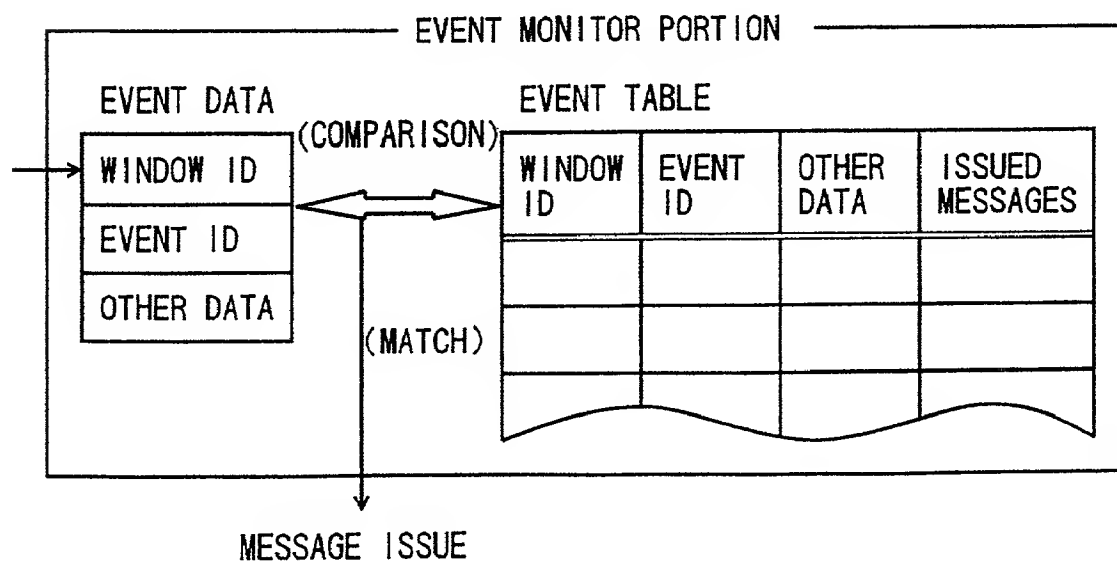 EVENT MONITOR PORTION
EVENT DATA
WINDOW ID
EVENT ID
OTHER DATA
(COMPARISON)
(MATCH)
EVENT TABLE
WINDOW
ID
EVENT
ID
OTHER
DATA
ISSUED
MESSAGES
MESSAGE ISSUE